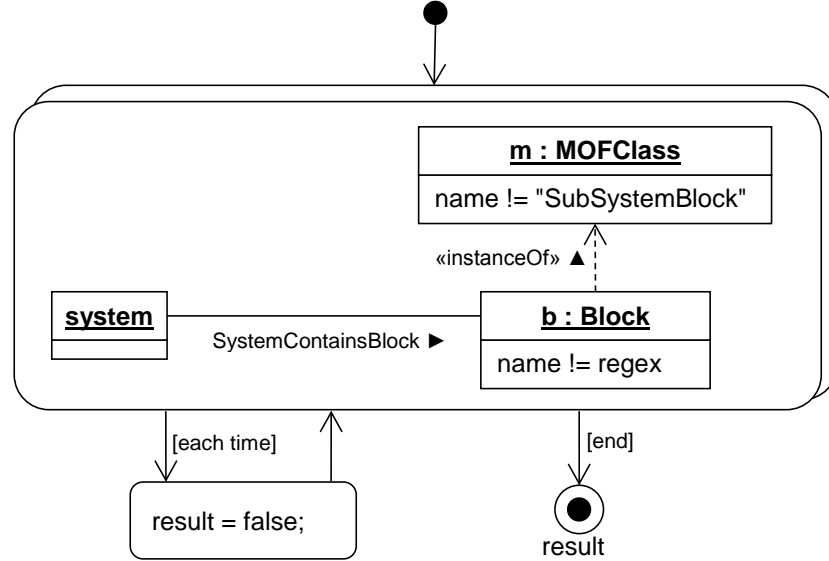 m : MOFClass
name != "SubSystemBlock"
«instanceOf» ▲
system
b : Block
SystemContainsBlock ►
name != regex
[each time]
[end]
result = false;
result